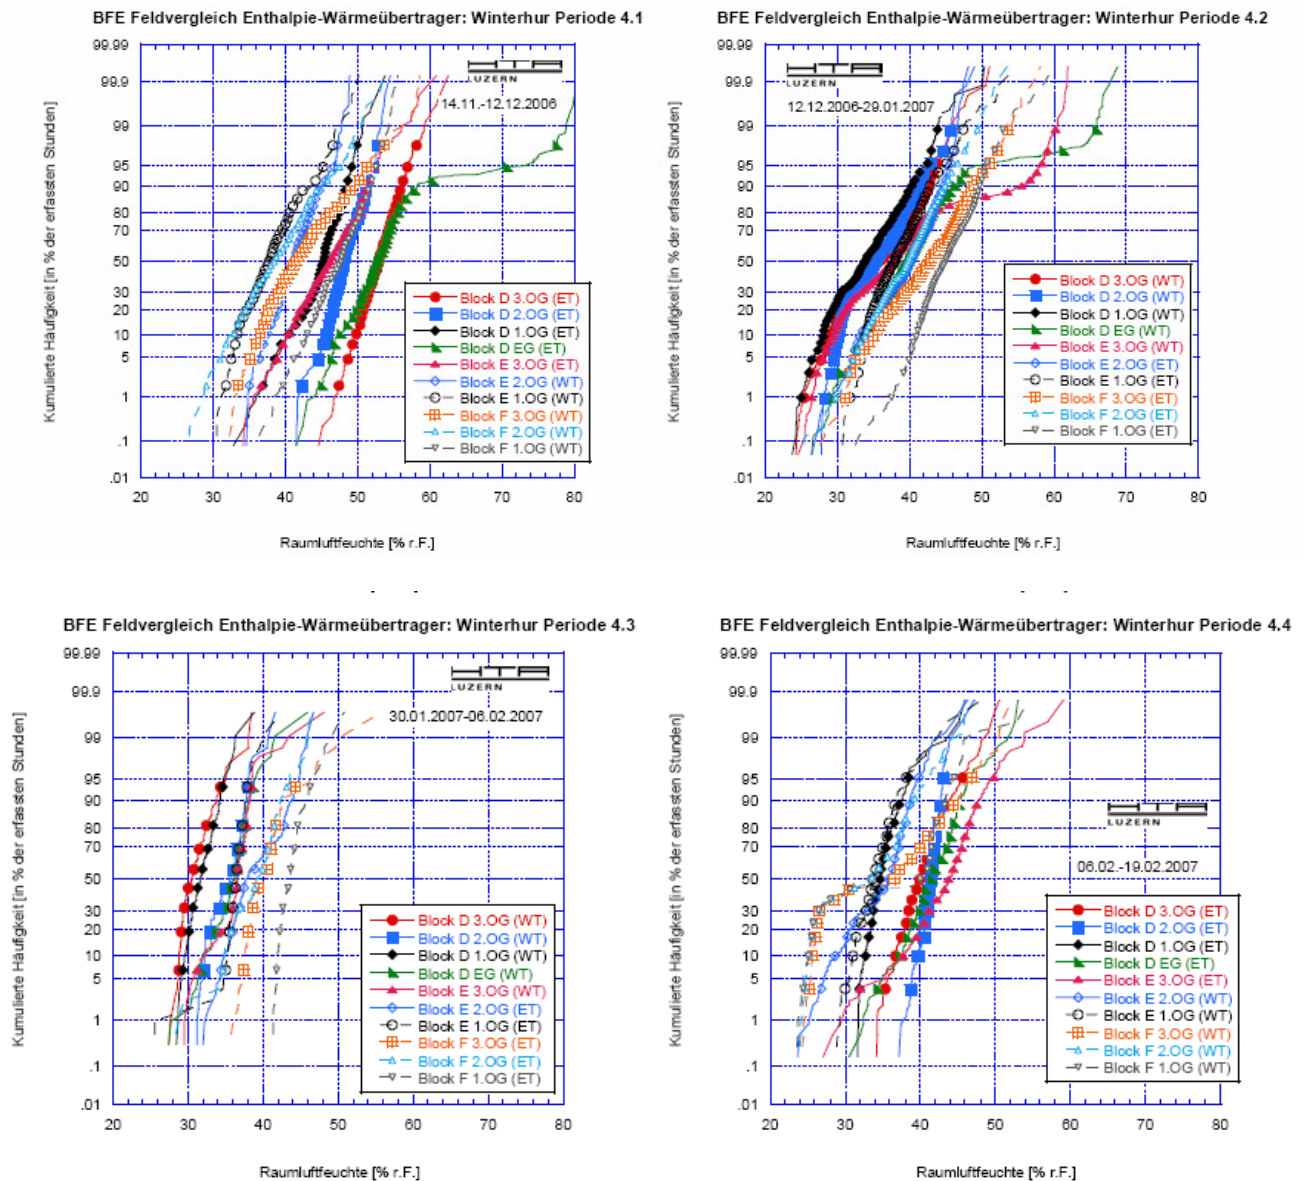 BFE Feldvergleich Enthalpie-Wärmeübertrager: Winterhur Periode 4.1
99.99
99.9
99
95
90
80
70
50
30
20
10
5
1
.1
.01
Kumulierte Häufigkeit [in % der erfassten Stunden]
LUZERN
14.11.-12.12.2006
Block D 3.OG (ET)
Block D 2.OG (ET)
Block D 1.OG (ET)
Block D EG (ET)
Block E 3.OG (ET)
Block E 2.OG (WT)
Block E 1.OG (WT)
Block F 3.OG (WT)
Block F 2.OG (WT)
Block F 1.OG (WT)
20 30 40 50 60 70 80
Raumluftfeuchte [% r.F.]
BFE Feldvergleich Enthalpie-Wärmeübertrager: Winterhur Periode 4.2
99.99
99.9
99
95
90
80
70
50
30
20
10
5
1
.1
.01
Kumulierte Häufigkeit [in % der erfassten Stunden]
LUZERN
12.12.2006-29.01.2007
Block D 3.OG (WT)
Block D 2.OG (WT)
Block D 1.OG (WT)
Block D EG (WT)
Block E 3.OG (WT)
Block E 2.OG (ET)
Block E 1.OG (ET)
Block F 3.OG (ET)
Block F 2.OG (ET)
Block F 1.OG (ET)
20 30 40 50 60 70 80
Raumluftfeuchte [% r.F.]
BFE Feldvergleich Enthalpie-Wärmeübertrager: Winterhur Periode 4.3
99.99
99.9
99
95
90
80
70
50
30
20
10
5
1
.1
.01
Kumulierte Häufigkeit [in % der erfassten Stunden]
LUZERN
30.01.2007-06.02.2007
Block D 3.OG (WT)
Block D 2.OG (WT)
Block D 1.OG (WT)
Block D EG (WT)
Block E 3.OG (WT)
Block E 2.OG (ET)
Block E 1.OG (ET)
Block F 3.OG (ET)
Block F 2.OG (ET)
Block F 1.OG (ET)
20 30 40 50 60 70 80
Raumluftfeuchte [% r.F.]
BFE Feldvergleich Enthalpie-Wärmeübertrager: Winterhur Periode 4.4
99.99
99.9
99
95
90
80
70
50
30
20
10
5
1
.1
.01
Kumulierte Häufigkeit [in % der erfassten Stunden]
LUZERN
06.02.-19.02.2007
Block D 3.OG (ET)
Block D 2.OG (ET)
Block D 1.OG (ET)
Block D EG (ET)
Block E 3.OG (ET)
Block E 2.OG (WT)
Block E 1.OG (WT)
Block F 3.OG (WT)
Block F 2.OG (WT)
Block F 1.OG (WT)
20 30 40 50 60 70 80
Raumluftfeuchte [% r.F.]